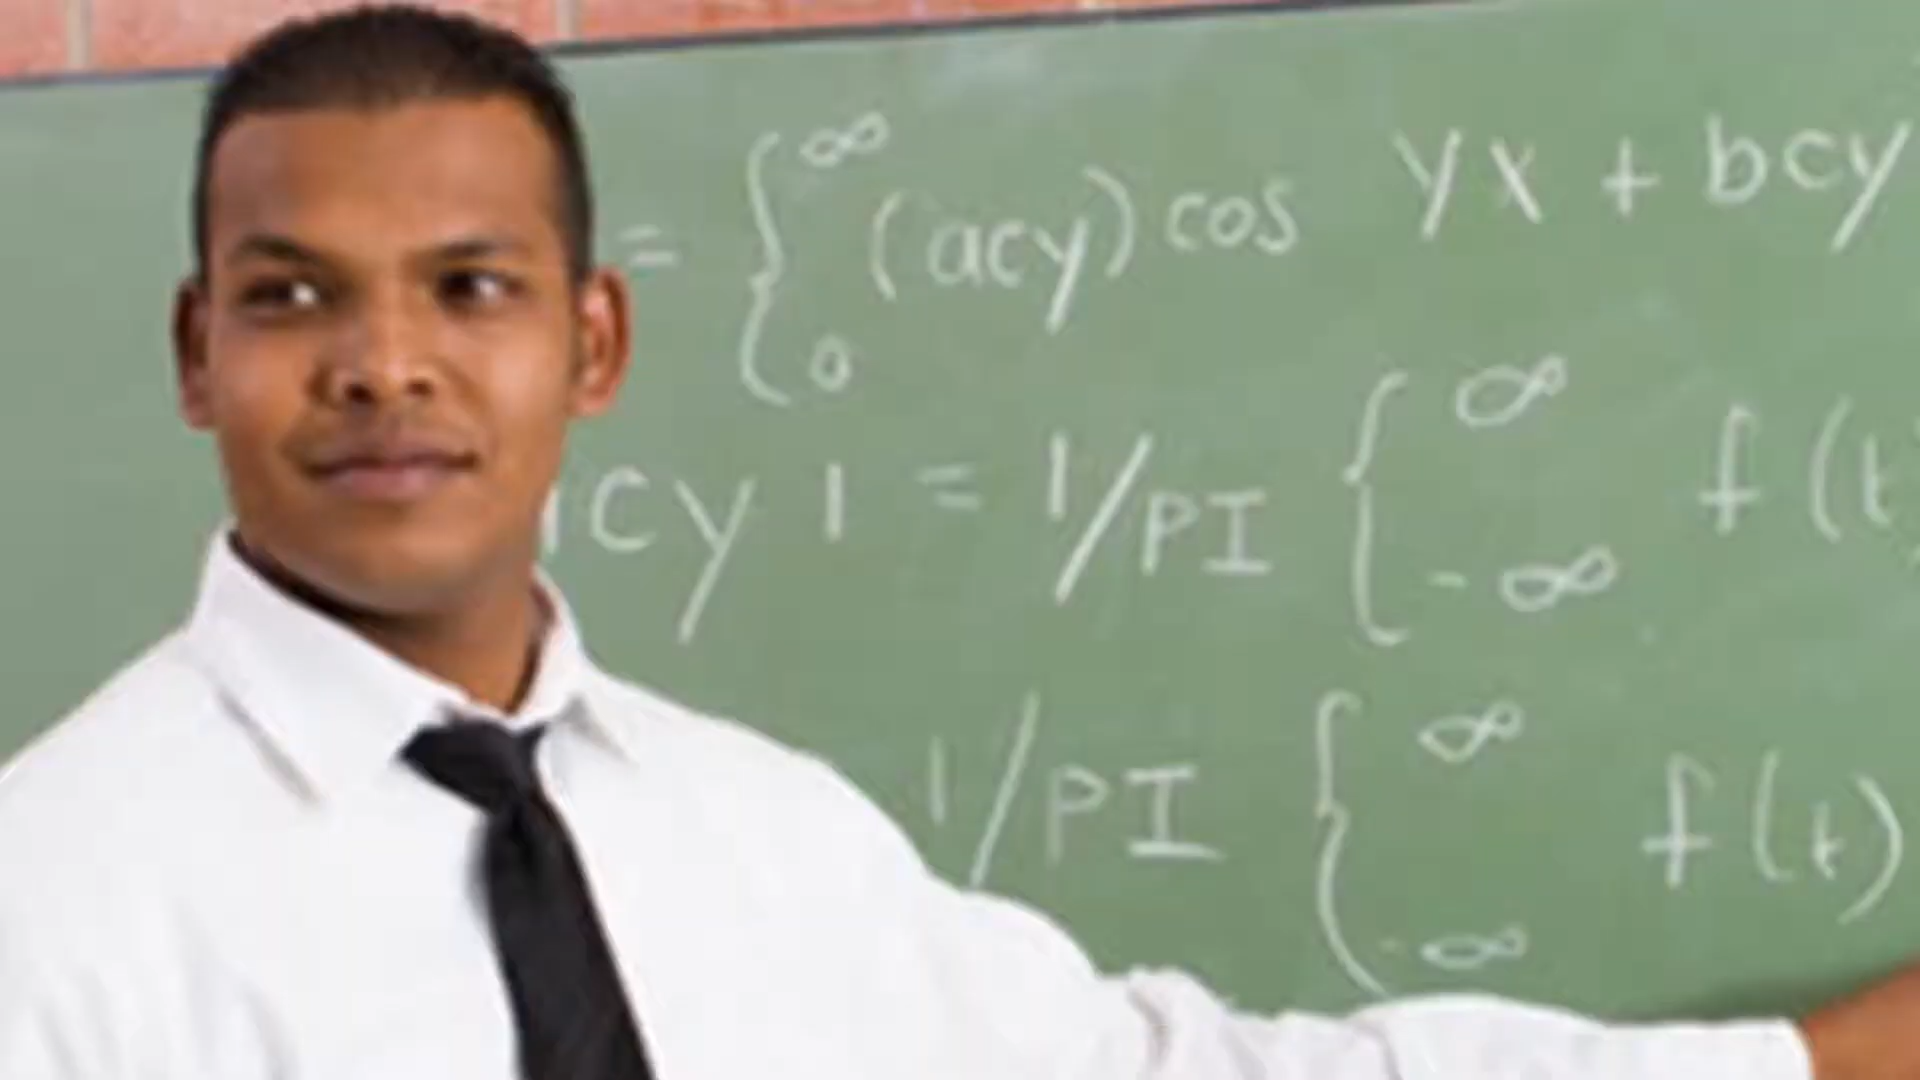 = { ∞ 0 (acy) cos yx + bcy
cy 1 = 1/PI { ∞ -∞ f(t
1/PI { ∞ -∞ f(t)